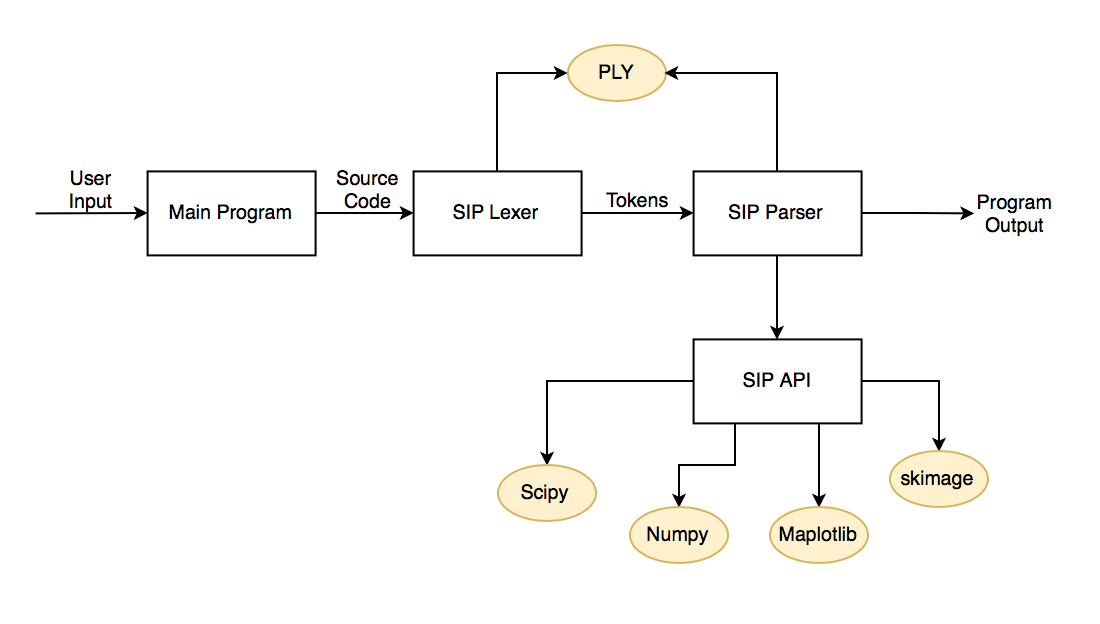 PLY
User
Input
Main Program
Source
Code
SIP Lexer
Tokens
SIP Parser
Program
Output
SIP API
Scipy
Numpy
Maplotlib
skimage